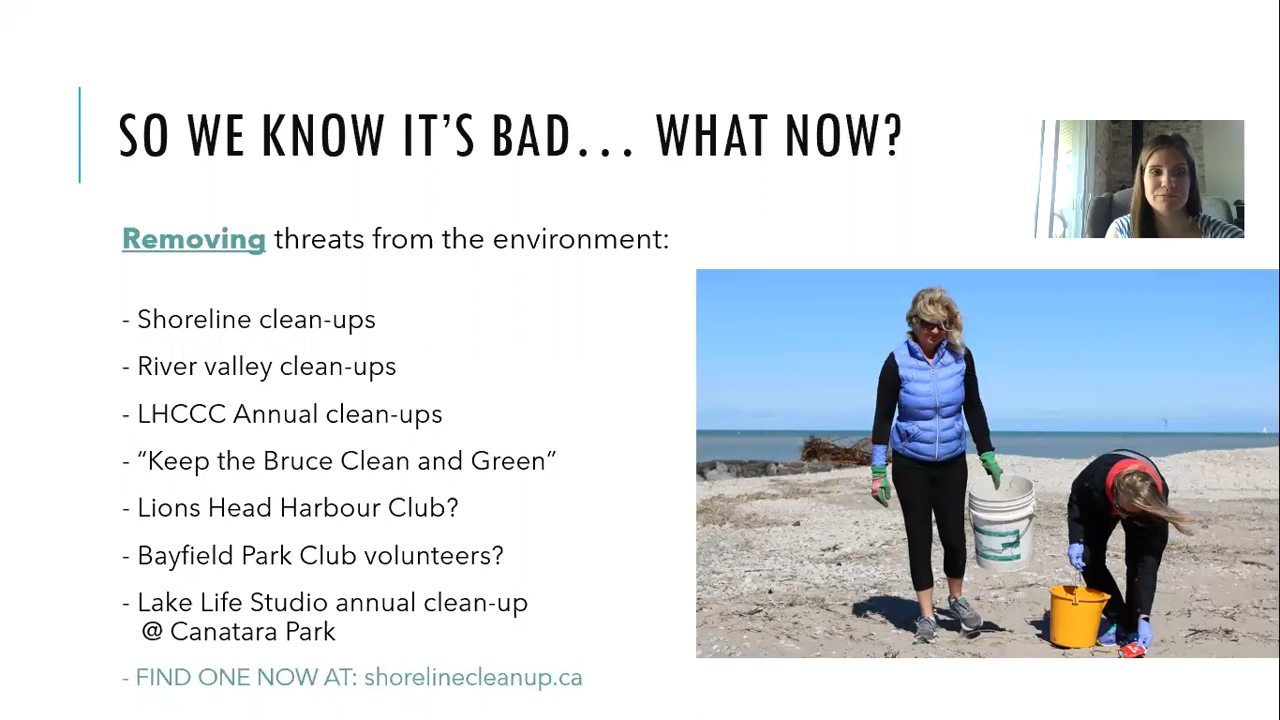 SO WE KNOW IT'S BAD... WHAT NOW?
Removing threats from the environment:
- Shoreline clean-ups
- River valley clean-ups
- LHCCC Annual clean-ups
- “Keep the Bruce Clean and Green”
- Lions Head Harbour Club?
- Bayfield Park Club volunteers?
- Lake Life Studio annual clean-up
@ Canatara Park
- FIND ONE NOW AT: shorelinecleanup.ca